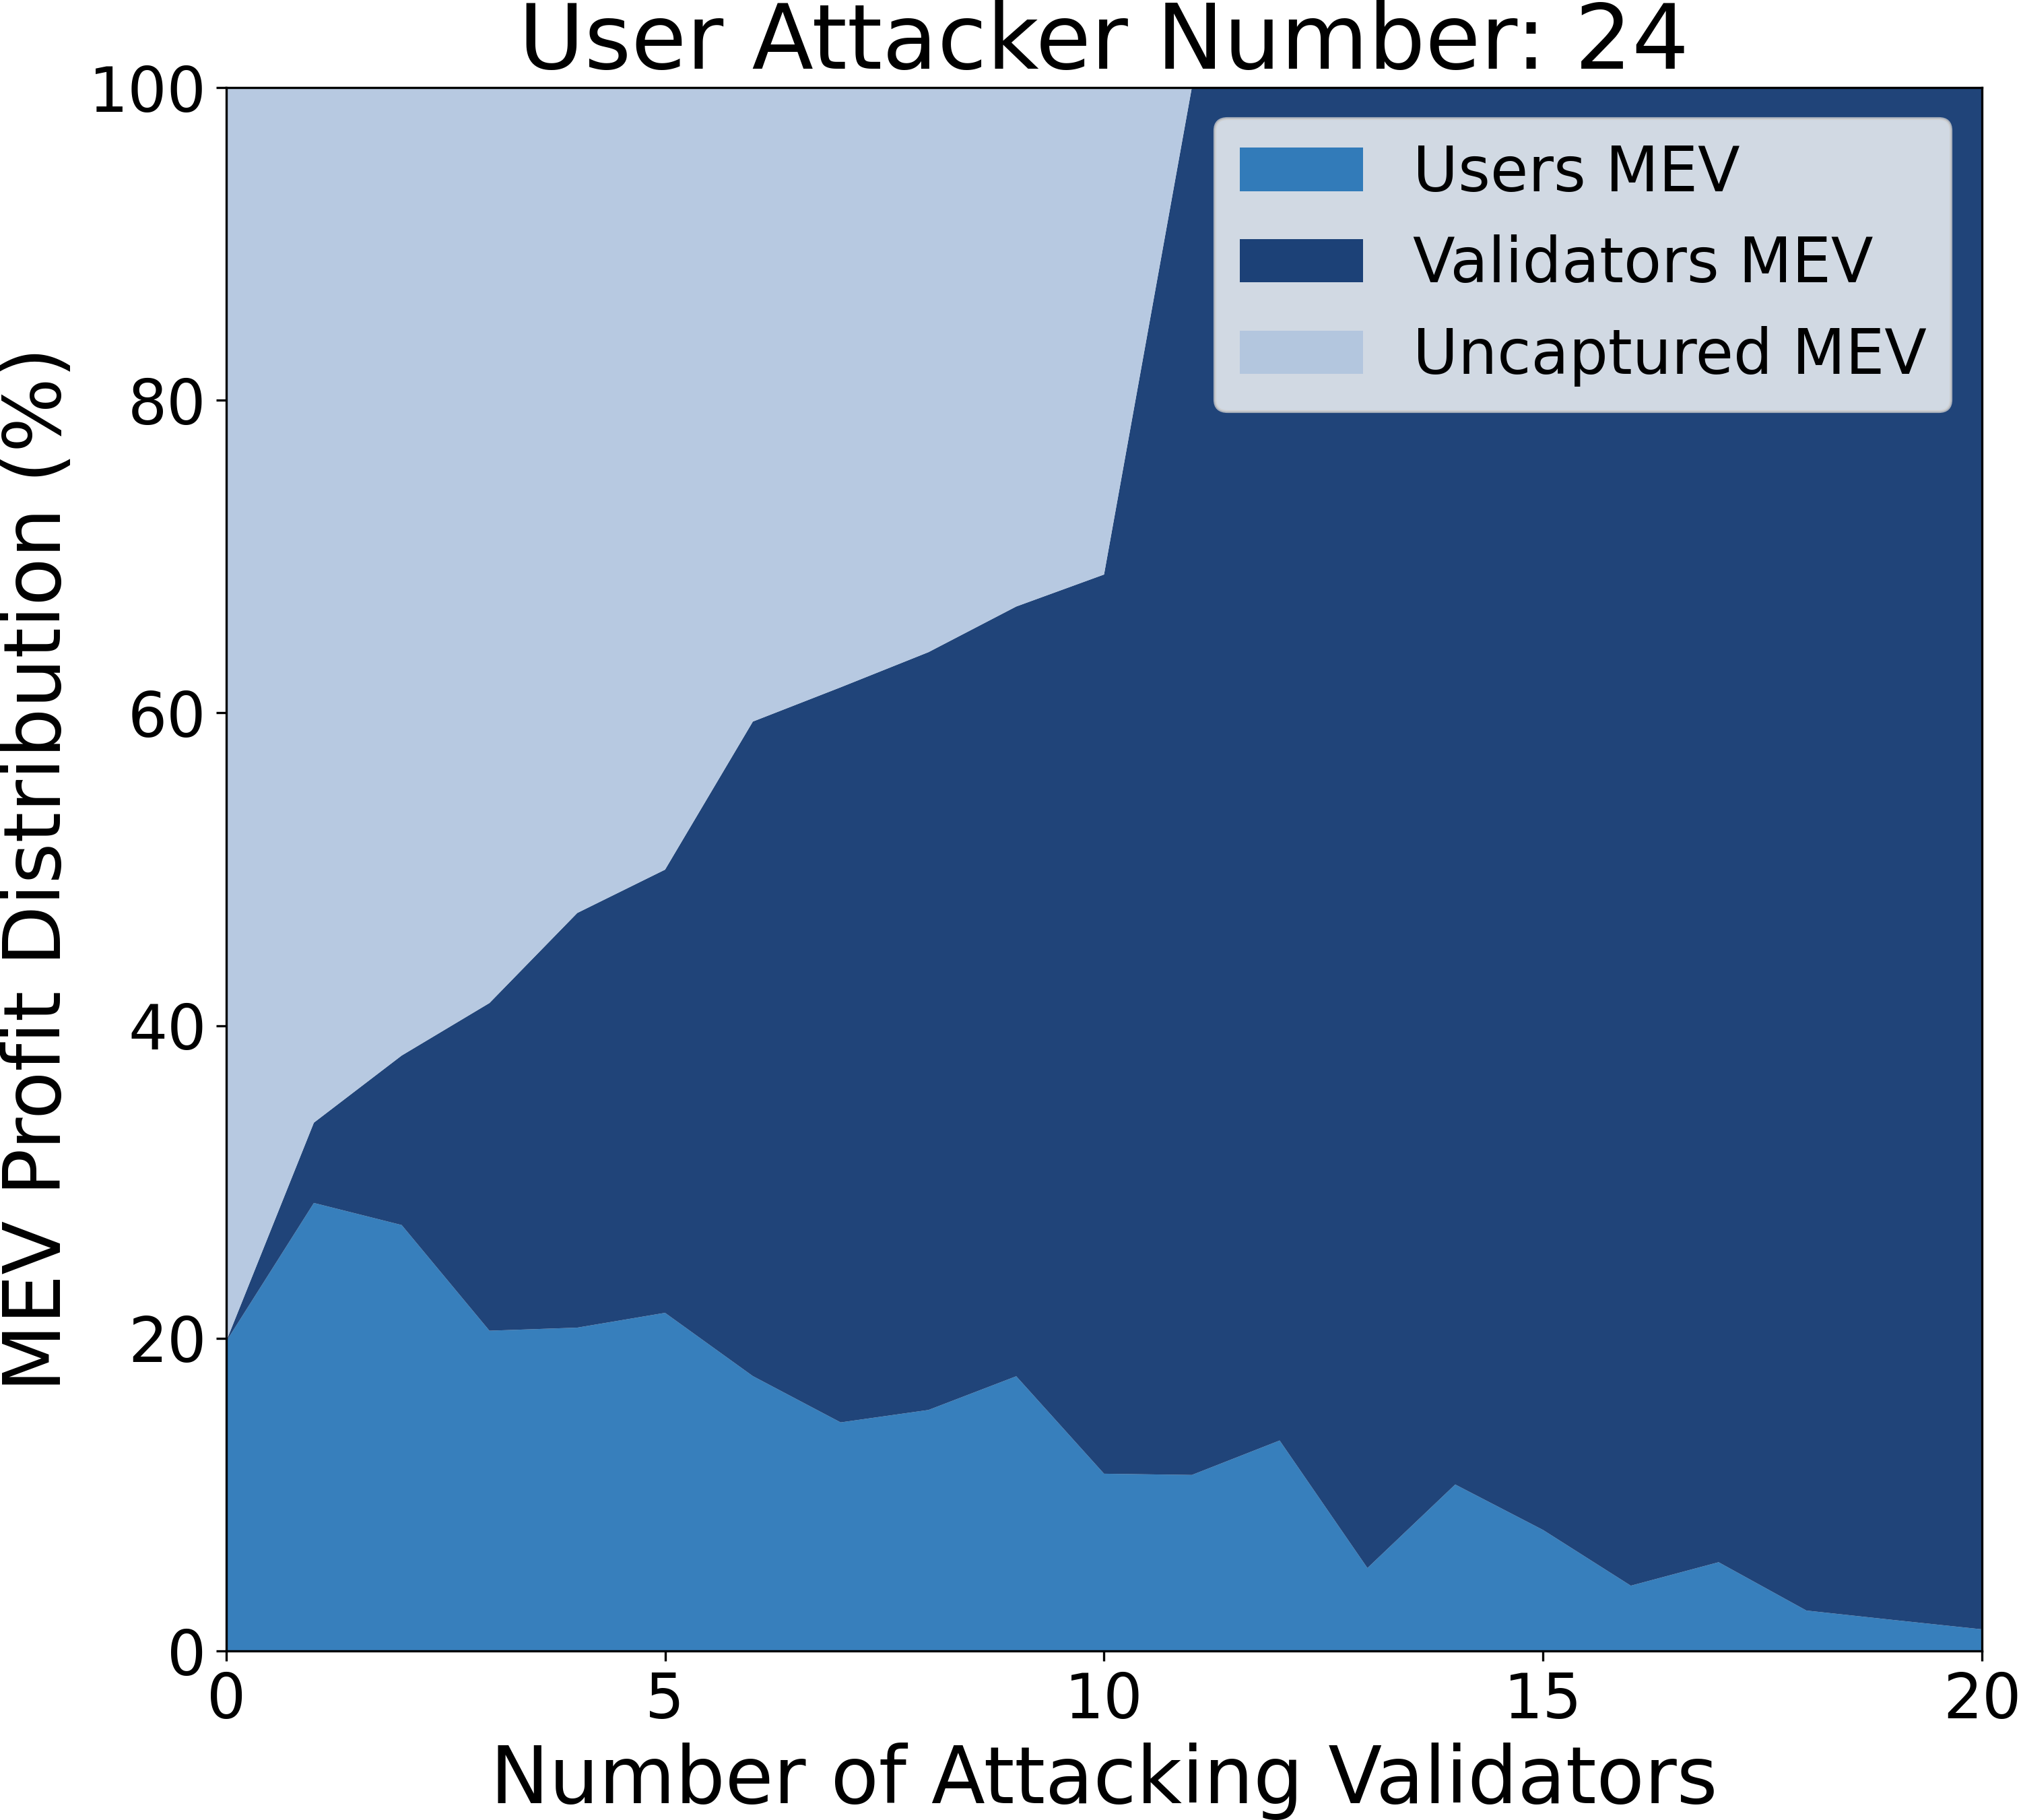 User Attacker Number: 24
MEV Profit Distribution (%)
100
80
60
40
20
0
Users MEV
Validators MEV
Uncaptured MEV
0 5 10 15 20
Number of Attacking Validators